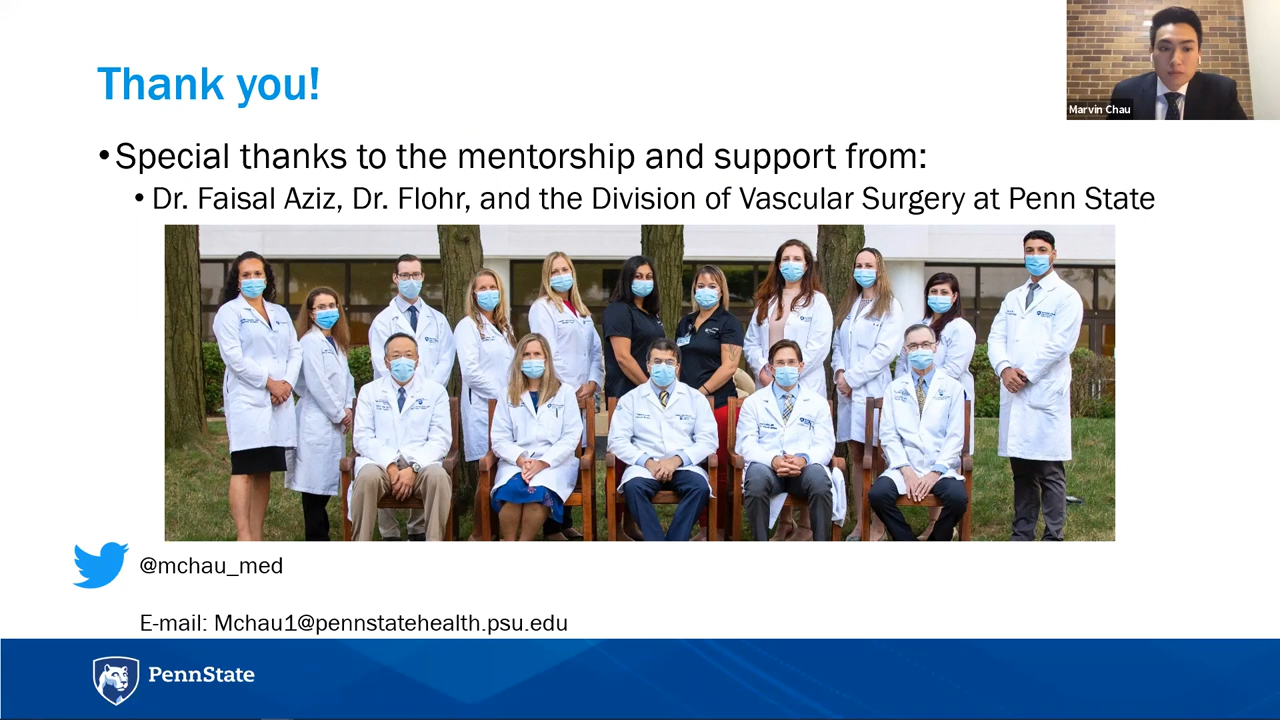 Thank you!
Marvin Chau
• Special thanks to the mentorship and support from:
• Dr. Faisal Aziz, Dr. Flohr, and the Division of Vascular Surgery at Penn State
@mchau_med
E-mail: Mchau1@pennstatehealth.psu.edu
PennState